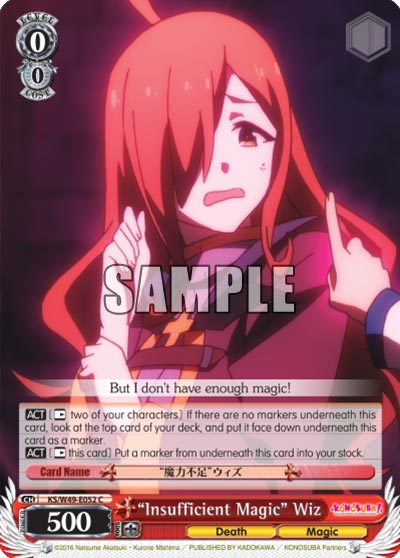 LEVEL
0
0
COST
SAMPLE
But I don't have enough magic!
ACT [ two of your characters] If there are no markers underneath this card, look at the top card of your deck, and put it face down underneath this card as a marker.
ACT [ this card] Put a marker from underneath this card into your stock.
Card Name
"魔力不足"ウィズ
CH
KS/W49-E052 C
500
POWER
"Insufficient Magic" Wiz
KONOSUBA
Death
Magic
©2016 Natsume Akatsuki・Kurone Mishima / PUBLISHED BY KADOKAWA / KONOSUBA Partners